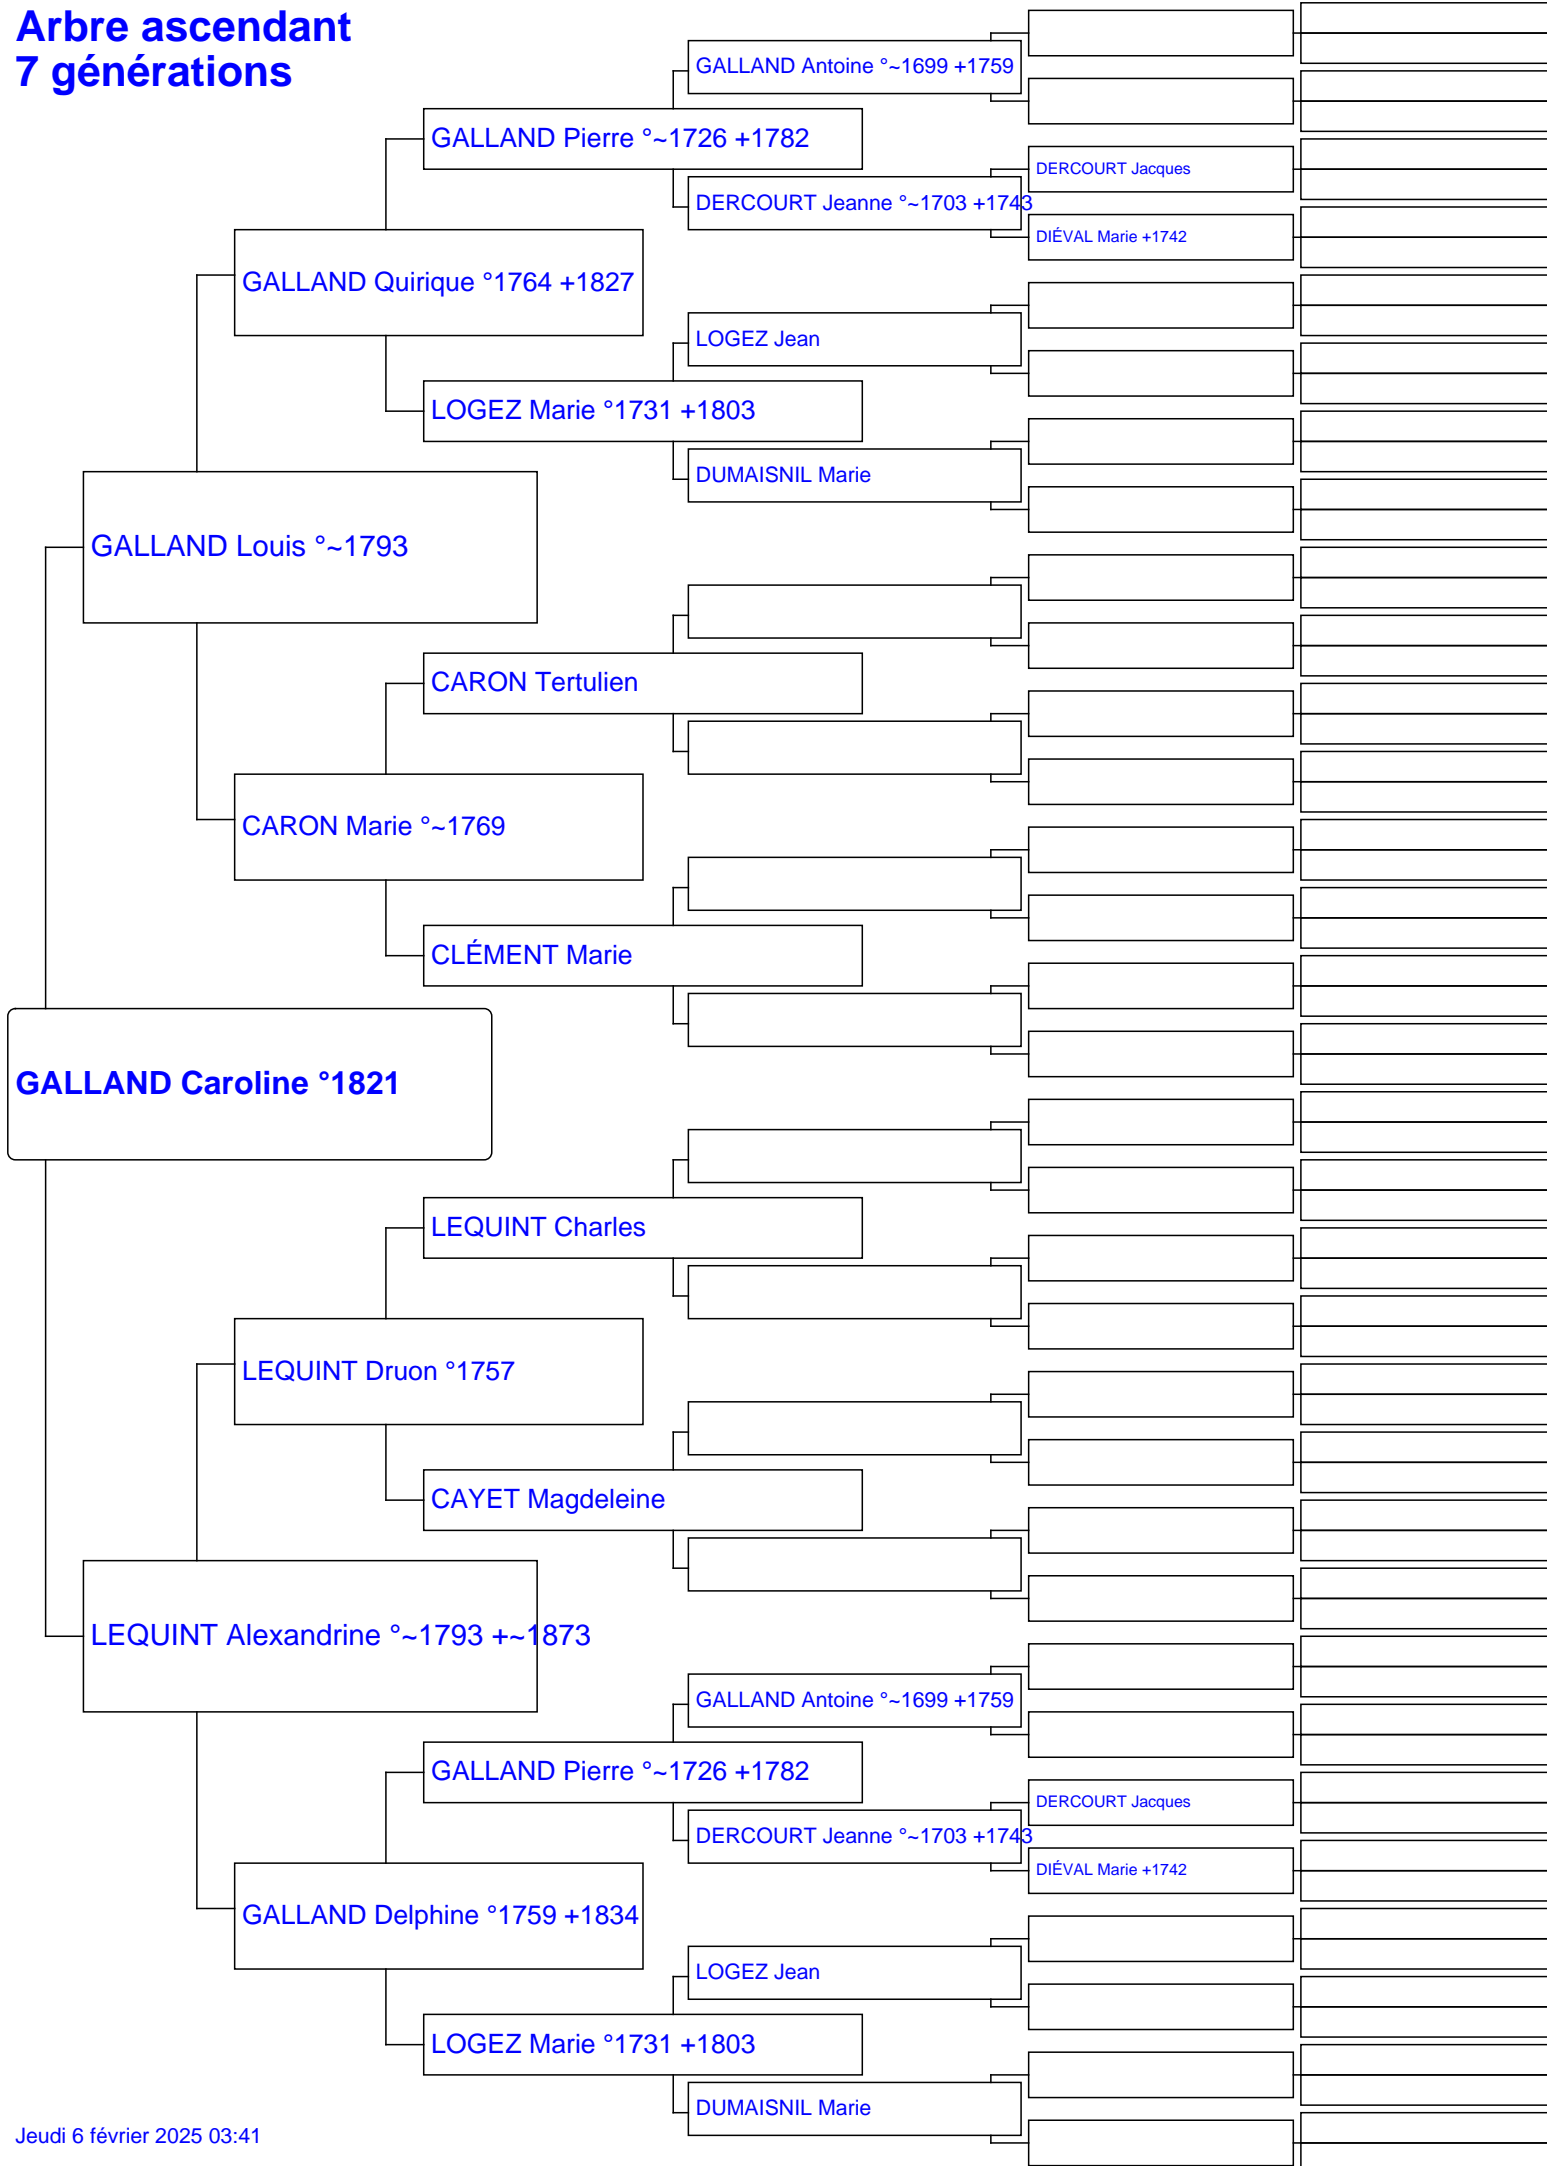 Arbre ascendant
7 générations
GALLAND Antoine °~1699 +1759
GALLAND Pierre °~1726 +1782
DERCOURT Jacques
DERCOURT Jeanne °~1703 +1743
DIÉVAL Marie +1742
GALLAND Quirique °1764 +1827
LOGEZ Jean
LOGEZ Marie °1731 +1803
DUMAISNIL Marie
GALLAND Louis °~1793
CARON Tertulien
CARON Marie °~1769
CLÉMENT Marie
GALLAND Caroline °1821
LEQUINT Charles
LEQUINT Druon °1757
CAYET Magdeleine
LEQUINT Alexandrine °~1793 +~1873
GALLAND Antoine °~1699 +1759
GALLAND Pierre °~1726 +1782
DERCOURT Jacques
DERCOURT Jeanne °~1703 +1743
DIÉVAL Marie +1742
GALLAND Delphine °1759 +1834
LOGEZ Jean
LOGEZ Marie °1731 +1803
DUMAISNIL Marie
Jeudi 6 février 2025 03:41